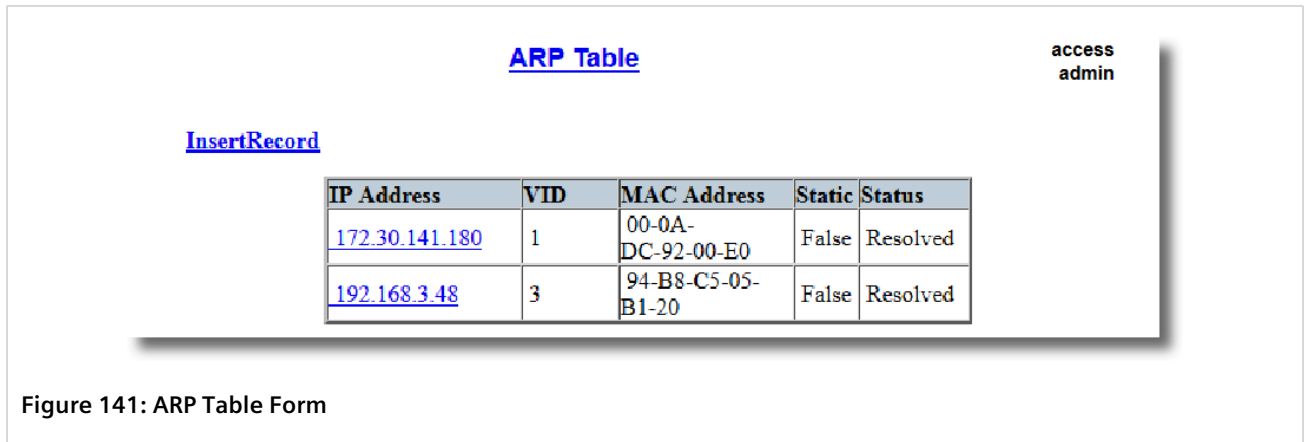 ARP Table
access
admin
InsertRecord
IP Address VID MAC Address Static Status
172.30.141.180 1 00-0A-
DC-92-00-E0 False Resolved
192.168.3.48 3 94-B8-C5-05-
B1-20 False Resolved
Figure 141: ARP Table Form